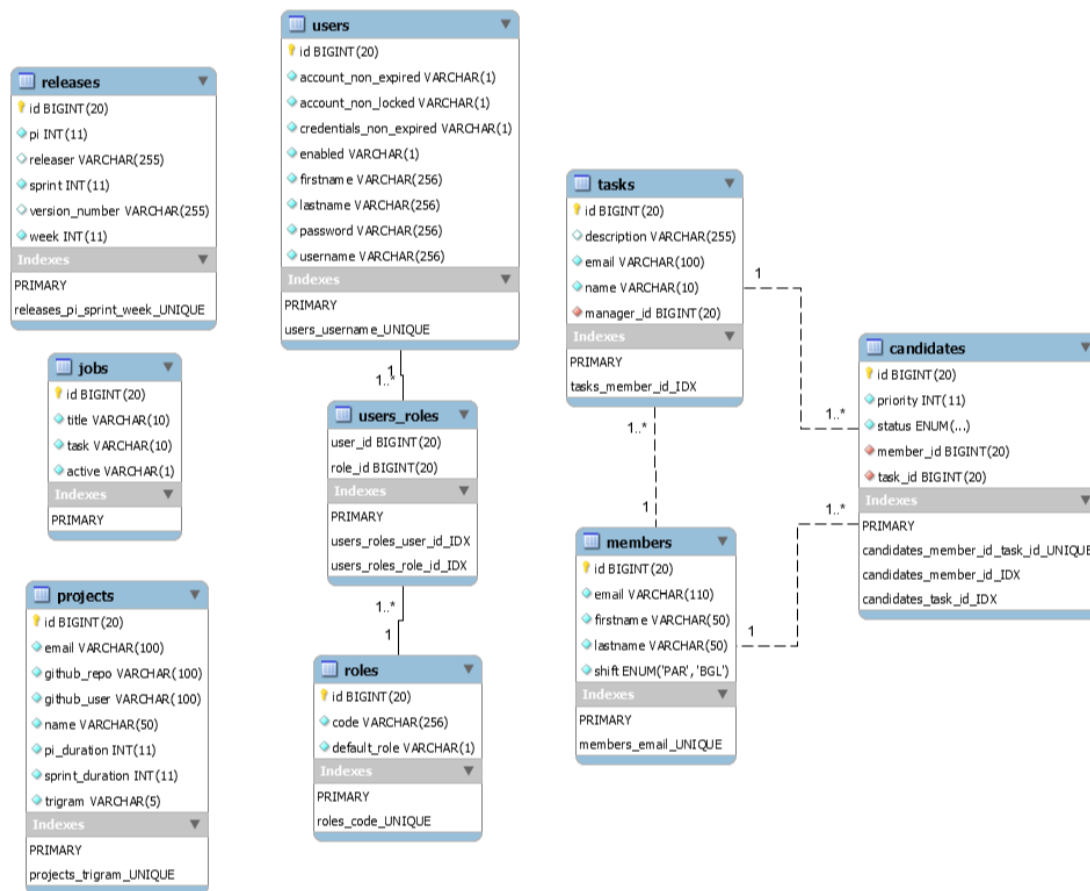 releases
id BIGINT(20)
pi INT(11)
releaser VARCHAR(255)
sprint INT(11)
version_number VARCHAR(255)
week INT(11)
Indexes
PRIMARY
releases_pi_sprint_week_UNIQUE
jobs
id BIGINT(20)
title VARCHAR(10)
task VARCHAR(10)
active VARCHAR(1)
Indexes
PRIMARY
projects
id BIGINT(20)
email VARCHAR(100)
github_repo VARCHAR(100)
github_user VARCHAR(100)
name VARCHAR(50)
pi_duration INT(11)
sprint_duration INT(11)
trigram VARCHAR(5)
Indexes
PRIMARY
projects_trigram_UNIQUE
users
id BIGINT(20)
account_non_expired VARCHAR(1)
account_non_locked VARCHAR(1)
credentials_non_expired VARCHAR(1)
enabled VARCHAR(1)
firstname VARCHAR(256)
lastname VARCHAR(256)
password VARCHAR(256)
username VARCHAR(256)
Indexes
PRIMARY
users_username_UNIQUE
1
1..*
users_roles
user_id BIGINT(20)
role_id BIGINT(20)
Indexes
PRIMARY
users_roles_user_id_IDX
users_roles_role_id_IDX
1..*
1
roles
id BIGINT(20)
code VARCHAR(256)
default_role VARCHAR(1)
Indexes
PRIMARY
roles_code_UNIQUE
tasks
id BIGINT(20)
description VARCHAR(255)
email VARCHAR(100)
name VARCHAR(10)
manager_id BIGINT(20)
Indexes
PRIMARY
tasks_member_id_IDX
1
1..*
1..*
1
members
id BIGINT(20)
email VARCHAR(110)
firstname VARCHAR(50)
lastname VARCHAR(50)
shift ENUM('PAR','BGL')
Indexes
PRIMARY
members_email_UNIQUE
1
1..*
candidates
id BIGINT(20)
priority INT(11)
status ENUM(...)
member_id BIGINT(20)
task_id BIGINT(20)
Indexes
PRIMARY
candidates_member_id_task_id_UNIQUE
candidates_member_id_IDX
candidates_task_id_IDX